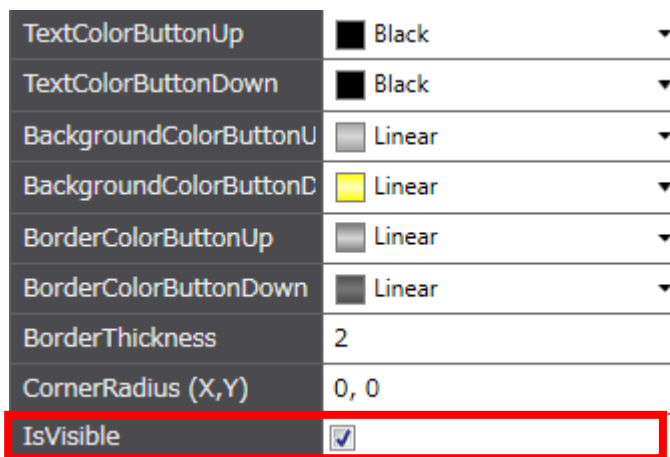 TextColorButtonUp Black
TextColorButtonDown Black
BackgroundColorButtonU Linear
BackgroundColorButtonD Linear
BorderColorButtonUp Linear
BorderColorButtonDown Linear
BorderThickness 2
CornerRadius (X,Y) 0, 0
IsVisible